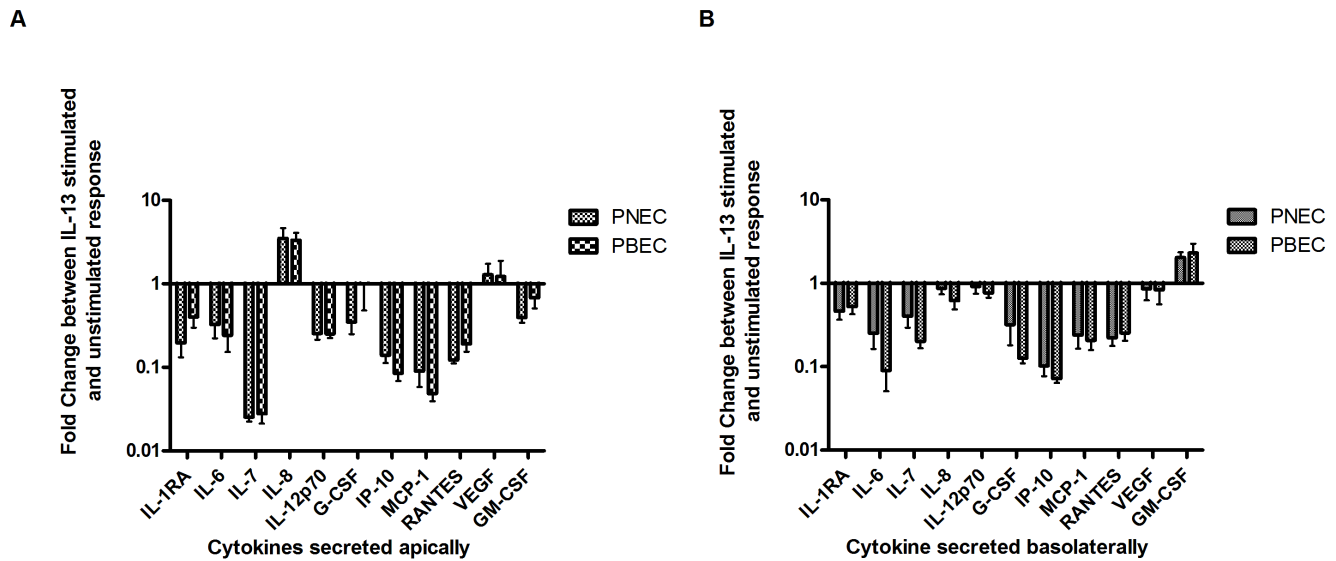 A
Fold Change between IL-13 stimulated
and unstimulated response
10
1
0.1
0.01
IL-1RA
IL-6
IL-7
IL-8
IL-12p70
G-CSF
IP-10
MCP-1
RANTES
VEGF
GM-CSF
Cytokines secreted apically
PNEC
PBEC
B
Fold Change between IL-13 stimulated
and unstimulated response
10
1
0.1
0.01
IL-1RA
IL-6
IL-7
IL-8
IL-12p70
G-CSF
IP-10
MCP-1
RANTES
VEGF
GM-CSF
Cytokine secreted basolaterally
PNEC
PBEC